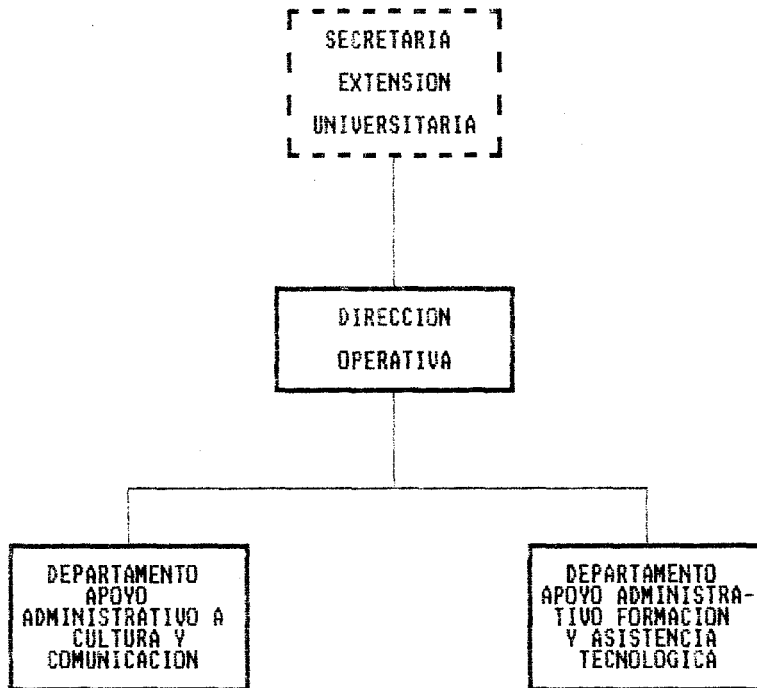 SECRETARIA
EXTENSION
UNIVERSITARIA
DIRECCION
OPERATIVA
DEPARTAMENTO
APOYO
ADMINISTRATIVO A
CULTURA Y
COMUNICACION
DEPARTAMENTO
APOYO ADMINISTRA-
TIVO FORMACION
Y ASISTENCIA
TECNOLOGICA